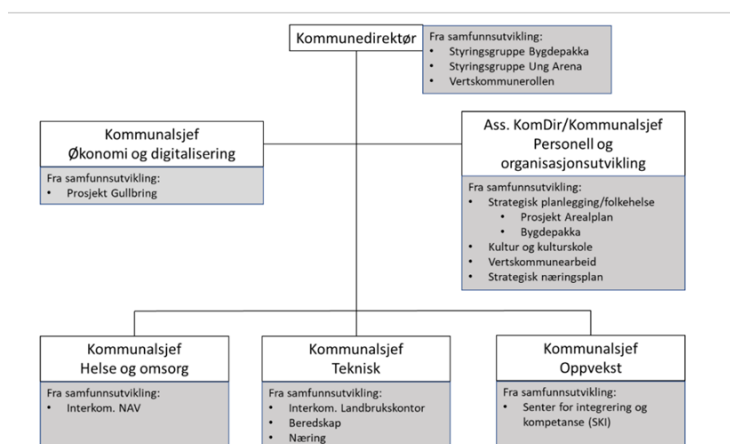 Kommunedirektør
Fra samfunnsutvikling:
• Styringsgruppe Bygdepakka
• Styringsgruppe Ung Arena
• Vertskommunerollen
Kommunalsjef
Økonomi og digitalisering
Fra samfunnsutvikling:
• Prosjekt Gullbring
Ass. KomDir/Kommunalsjef
Personell og
organisasjonsutvikling
Fra samfunnsutvikling:
• Strategisk planlegging/folkehelse
• Prosjekt Arealplan
• Bygdepakka
• Kultur og kulturskole
• Vertskommunearbeid
• Strategisk næringsplan
Kommunalsjef
Helse og omsorg
Fra samfunnsutvikling:
• Interkom. NAV
Kommunalsjef
Teknisk
Fra samfunnsutvikling:
• Interkom. Landbrukskontor
• Beredskap
• Næring
Kommunalsjef
Oppvekst
Fra samfunnsutvikling:
• Senter for integrering og
kompetanse (SKI)